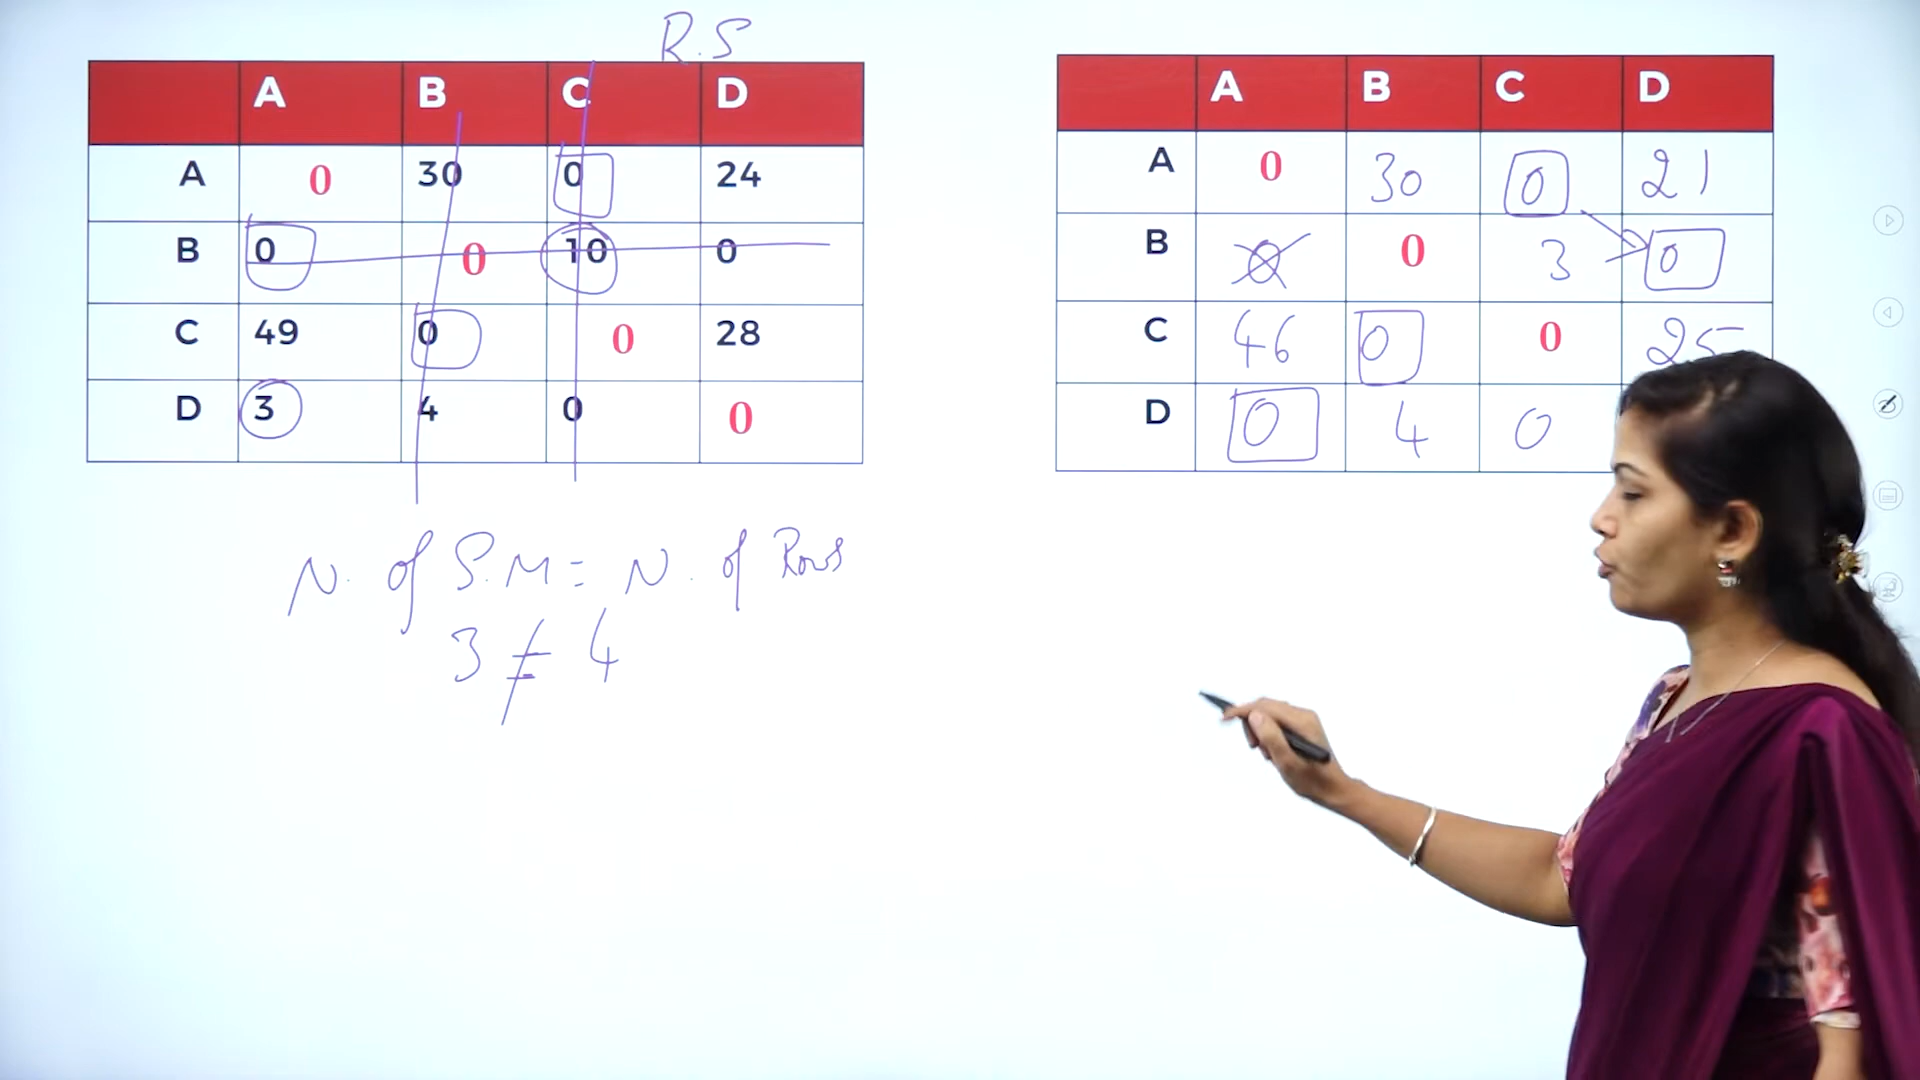 R.S
A B C D
A 0 30 0 24
B 0 0 10 0
C 49 0 0 28
D 3 4 0 0
N. of S.M = N. of Rows
3 ≠ 4
A B C D
A 0 30 0 21
B 0 0 3 0
C 46 0 0 25
D 0 4 0